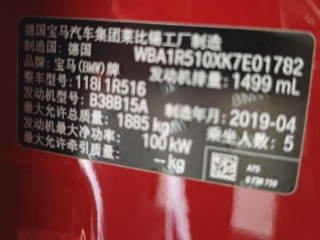 德国宝马汽车集团莱比锡工厂制造
制造国: 德国 WBA1R510XK7E01782
品牌: 宝马(BMW)牌 发动机排量: 1499 mL
整车型号: 118i 1R516
发动机型号: B38B15A 制造年月: 2019-04
最大允许总质量: 1885 kg 乘坐人数: 5
发动机最大净功率: 100 kW
最大允许牵引质量: -- kg
A75